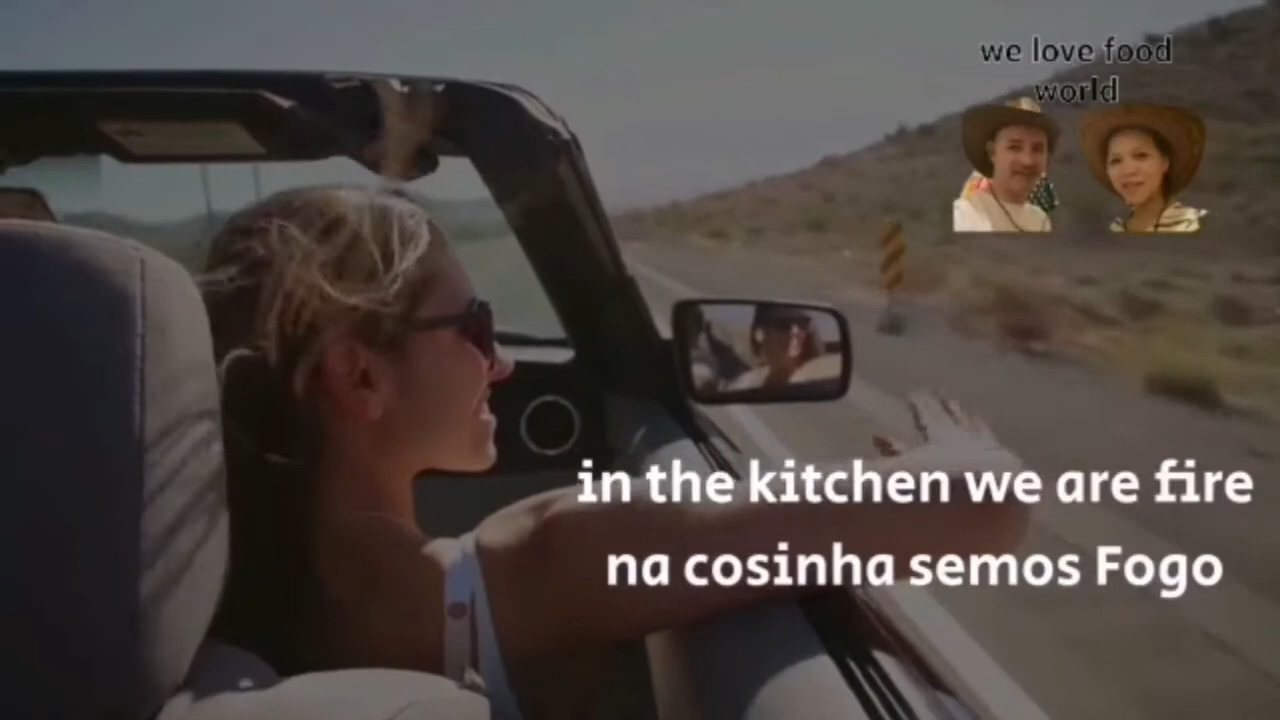 we love food
world
in the kitchen we are fire
na cosinha semos Fogo